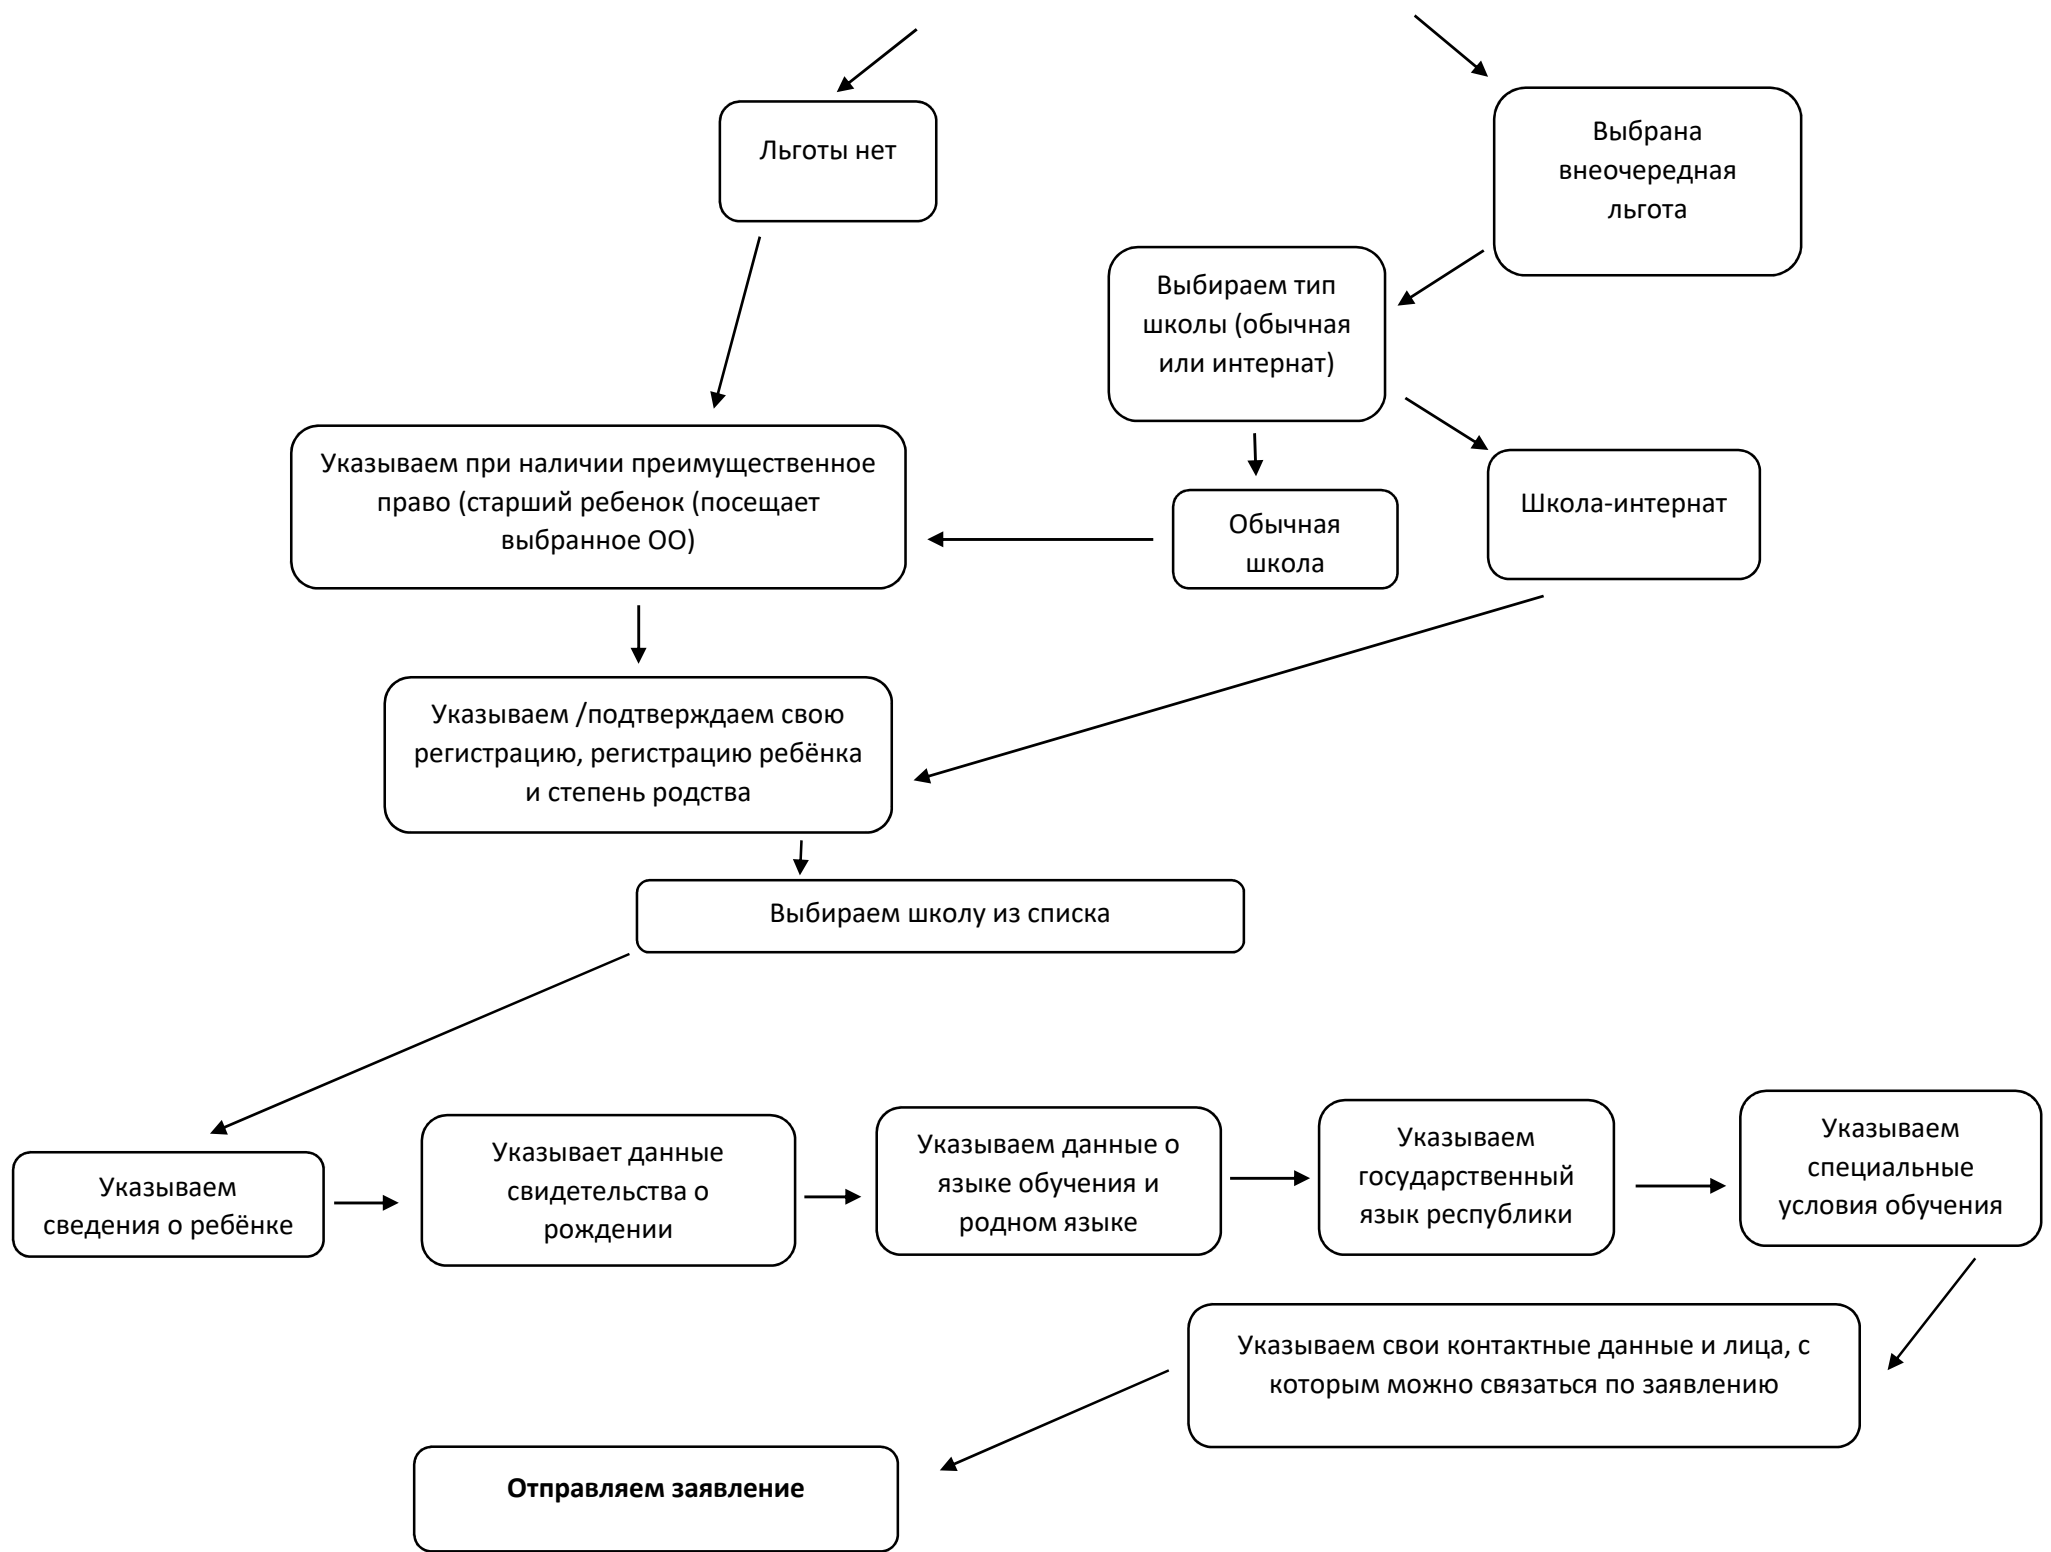 Льготы нет
Выбрана
внеочередная
льгота
Выбираем тип
школы (обычная
или интернат)
Указываем при наличии преимущественное
право (старший ребенок (посещает
выбранное ОО)
Обычная
школа
Школа-интернат
Указываем /подтверждаем свою
регистрацию, регистрацию ребёнка
и степень родства
Выбираем школу из списка
Указываем
сведения о ребёнке
Указывает данные
свидетельства о
рождении
Указываем данные о
языке обучения и
родном языке
Указываем
государственный
язык республики
Указываем
специальные
условия обучения
Указываем свои контактные данные и лица, с
которым можно связаться по заявлению
Отправляем заявление